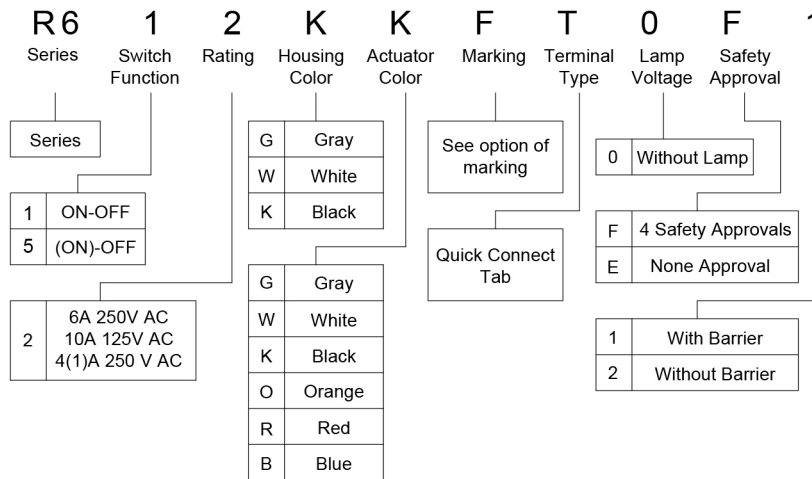 R6 1 2 K K F T 0 F
Series Switch Function Rating Housing Color Actuator Color Marking Terminal Type Lamp Voltage Safety Approval
Series
1 ON-OFF
5 (ON)-OFF
2 6A 250V AC
10A 125V AC
4(1)A 250 V AC
G Gray
W White
K Black
G Gray
W White
K Black
O Orange
R Red
B Blue
See option of
marking
Quick Connect
Tab
0 Without Lamp
F 4 Safety Approvals
E None Approval
1 With Barrier
2 Without Barrier